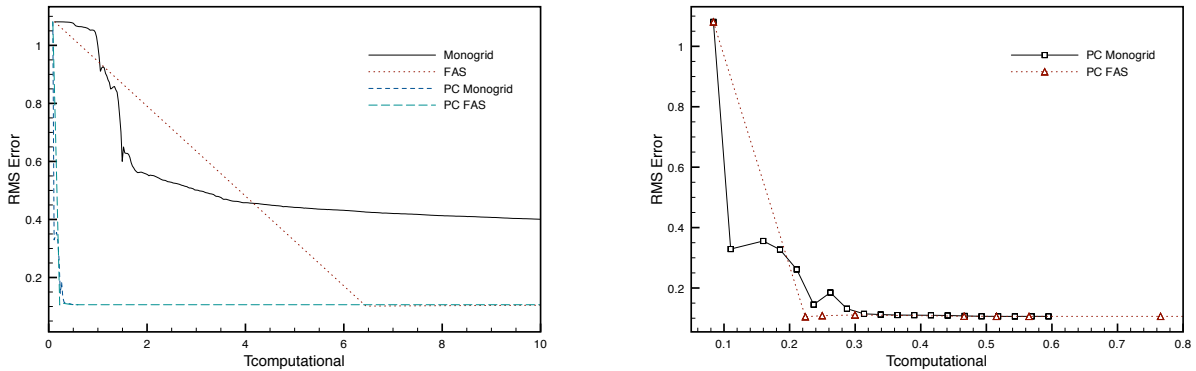 1
0.8
0.6
0.4
0.2
RMS Error
0
2
4
6
8
10
Tcomputational
Monogrid
FAS
PC Monogrid
PC FAS
1
0.8
0.6
0.4
0.2
RMS Error
0.1
0.2
0.3
0.4
0.5
0.6
0.7
0.8
Tcomputational
PC Monogrid
PC FAS